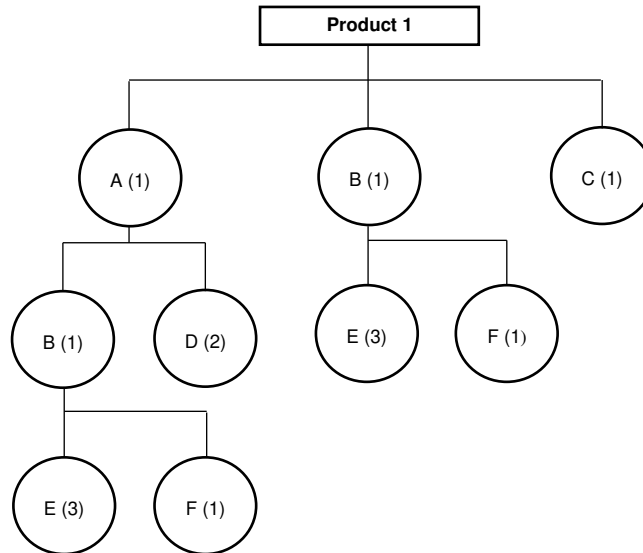 Product 1
A (1)
B (1)
C (1)
B (1)
D (2)
E (3)
F (1)
E (3)
F (1)